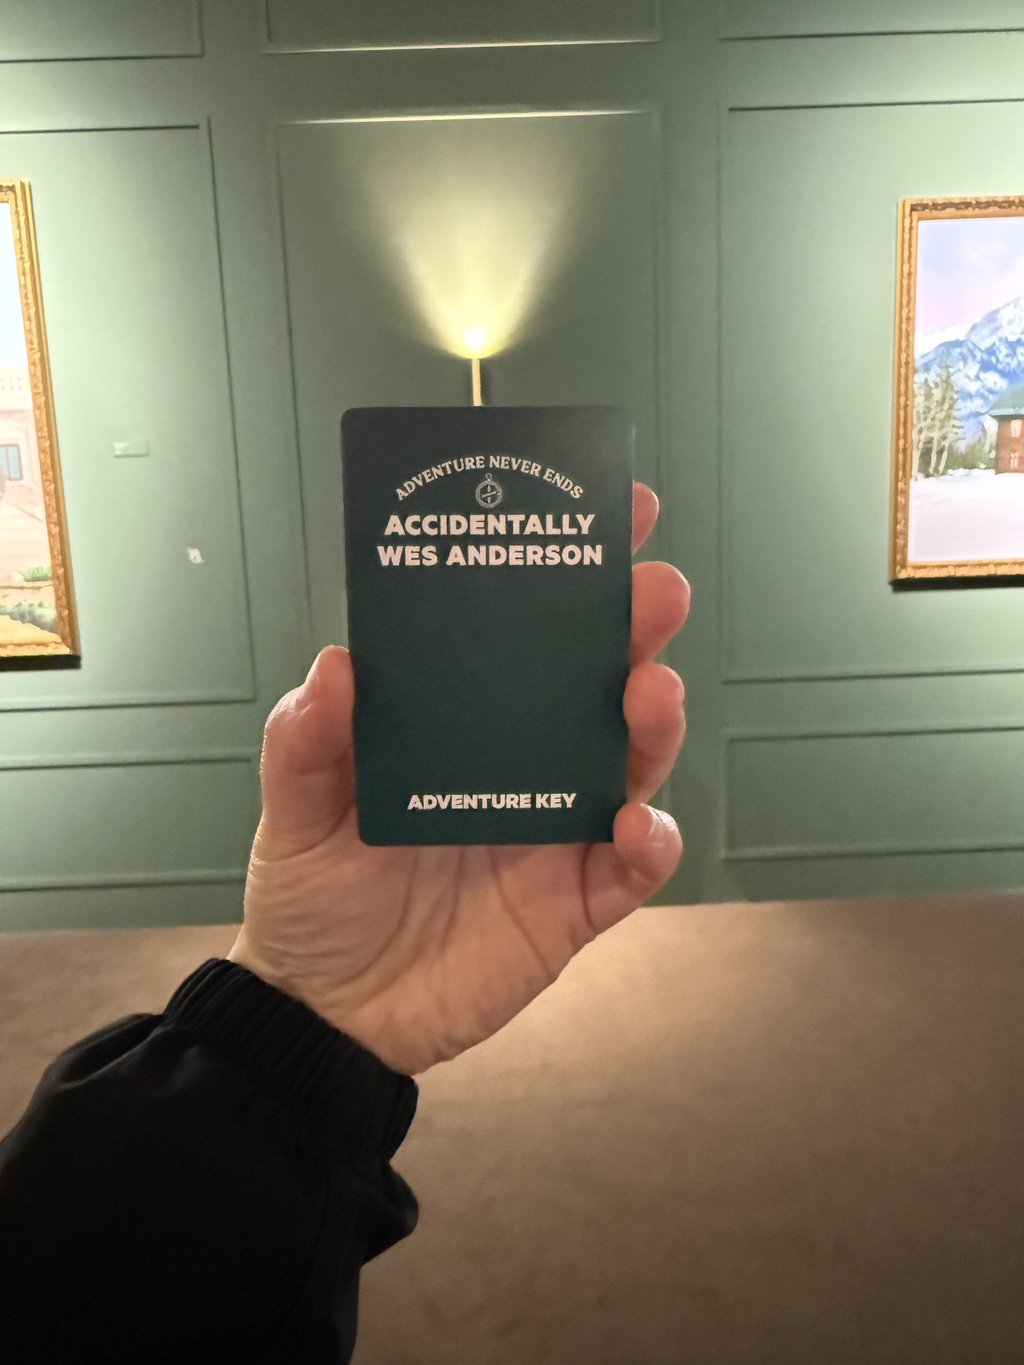 ADVENTURE NEVER ENDS
ACCIDENTALLY
WES ANDERSON
ADVENTURE KEY